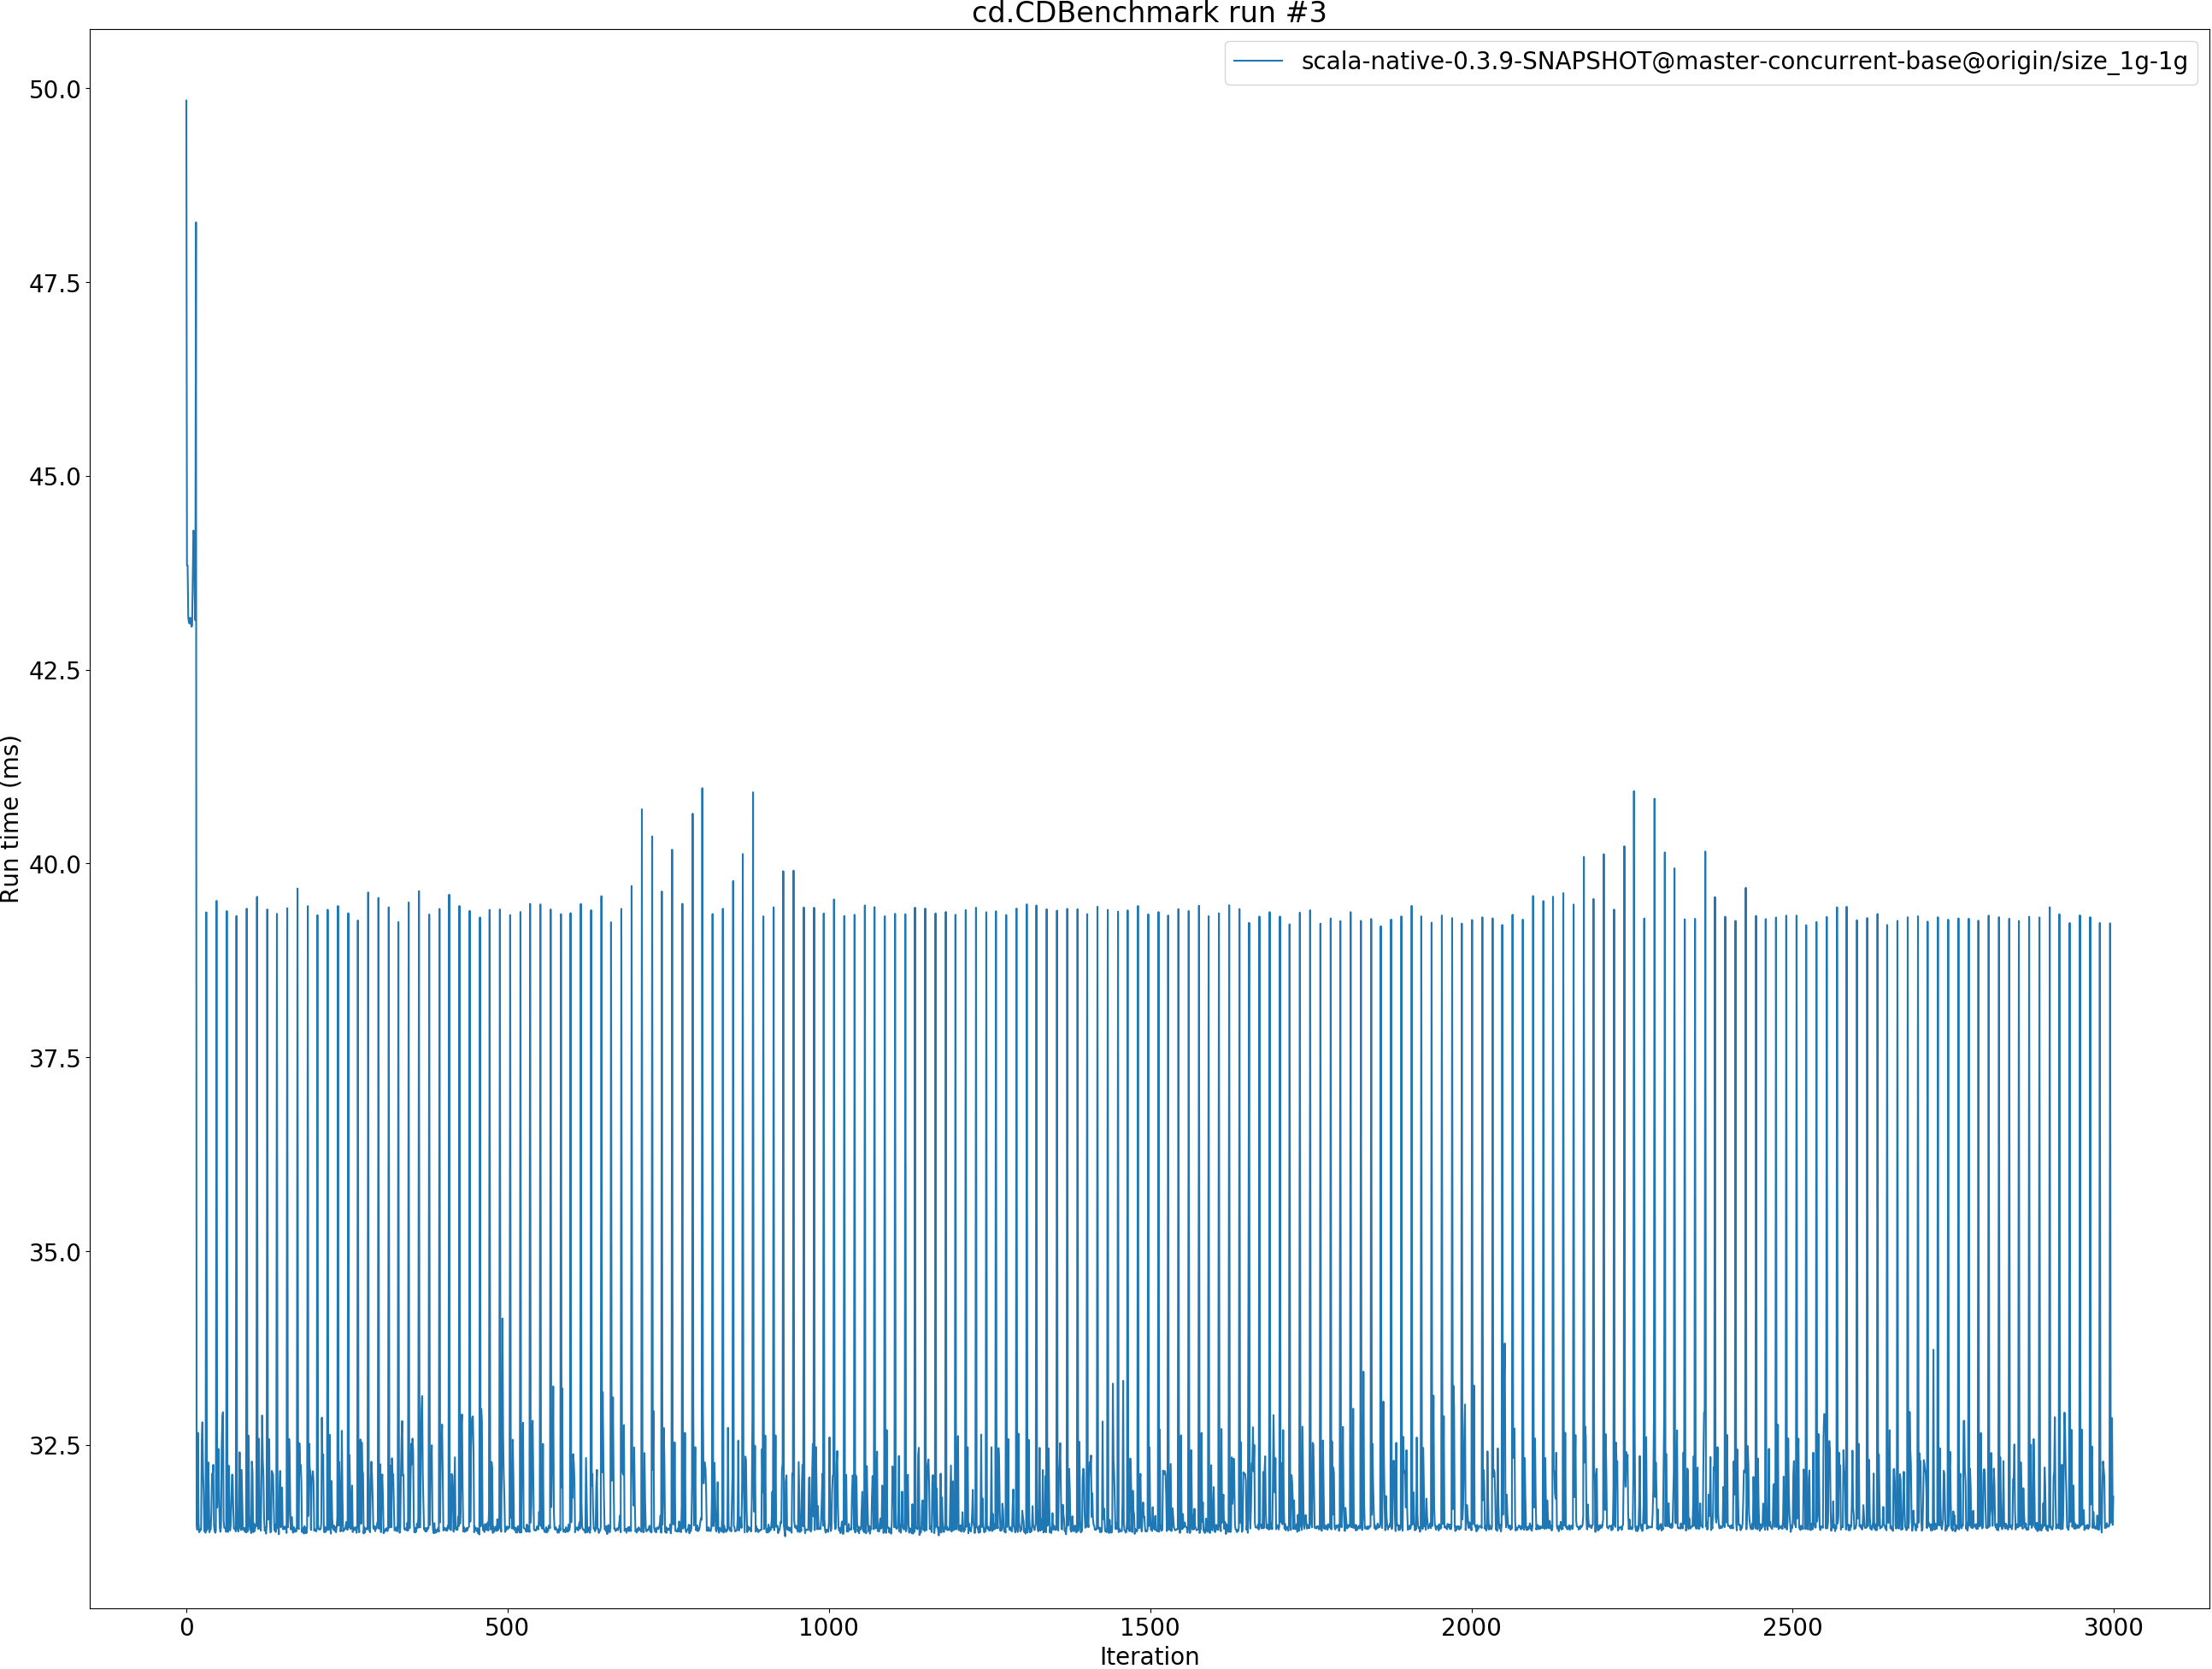 cd.CDBenchmark run #3
scala-native-0.3.9-SNAPSHOT@master-concurrent-base@origin/size_1g-1g
50.0
47.5
45.0
42.5
40.0
37.5
35.0
32.5
Run time (ms)
0 500 1000 1500 2000 2500 3000
Iteration